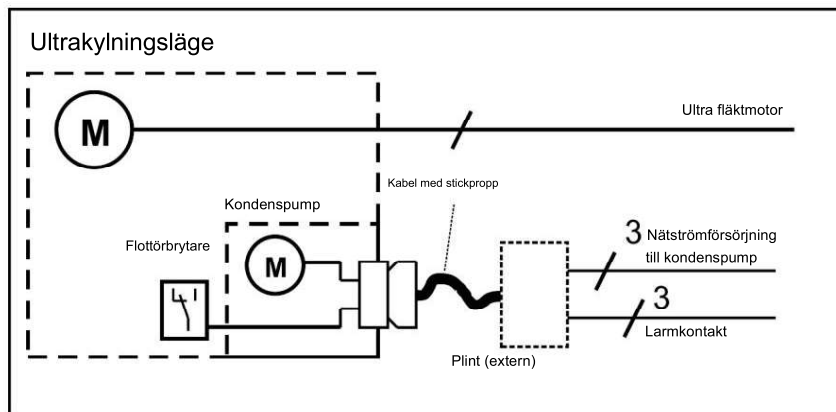 Ultrakylningsläge
M
Ultra fläktmotor
Kabel med stickpropp
Kondenspump
Flottörbrytare
M
3
Nätströmförsörjning
till kondenspump
3
Larmkontakt
Plint (extern)